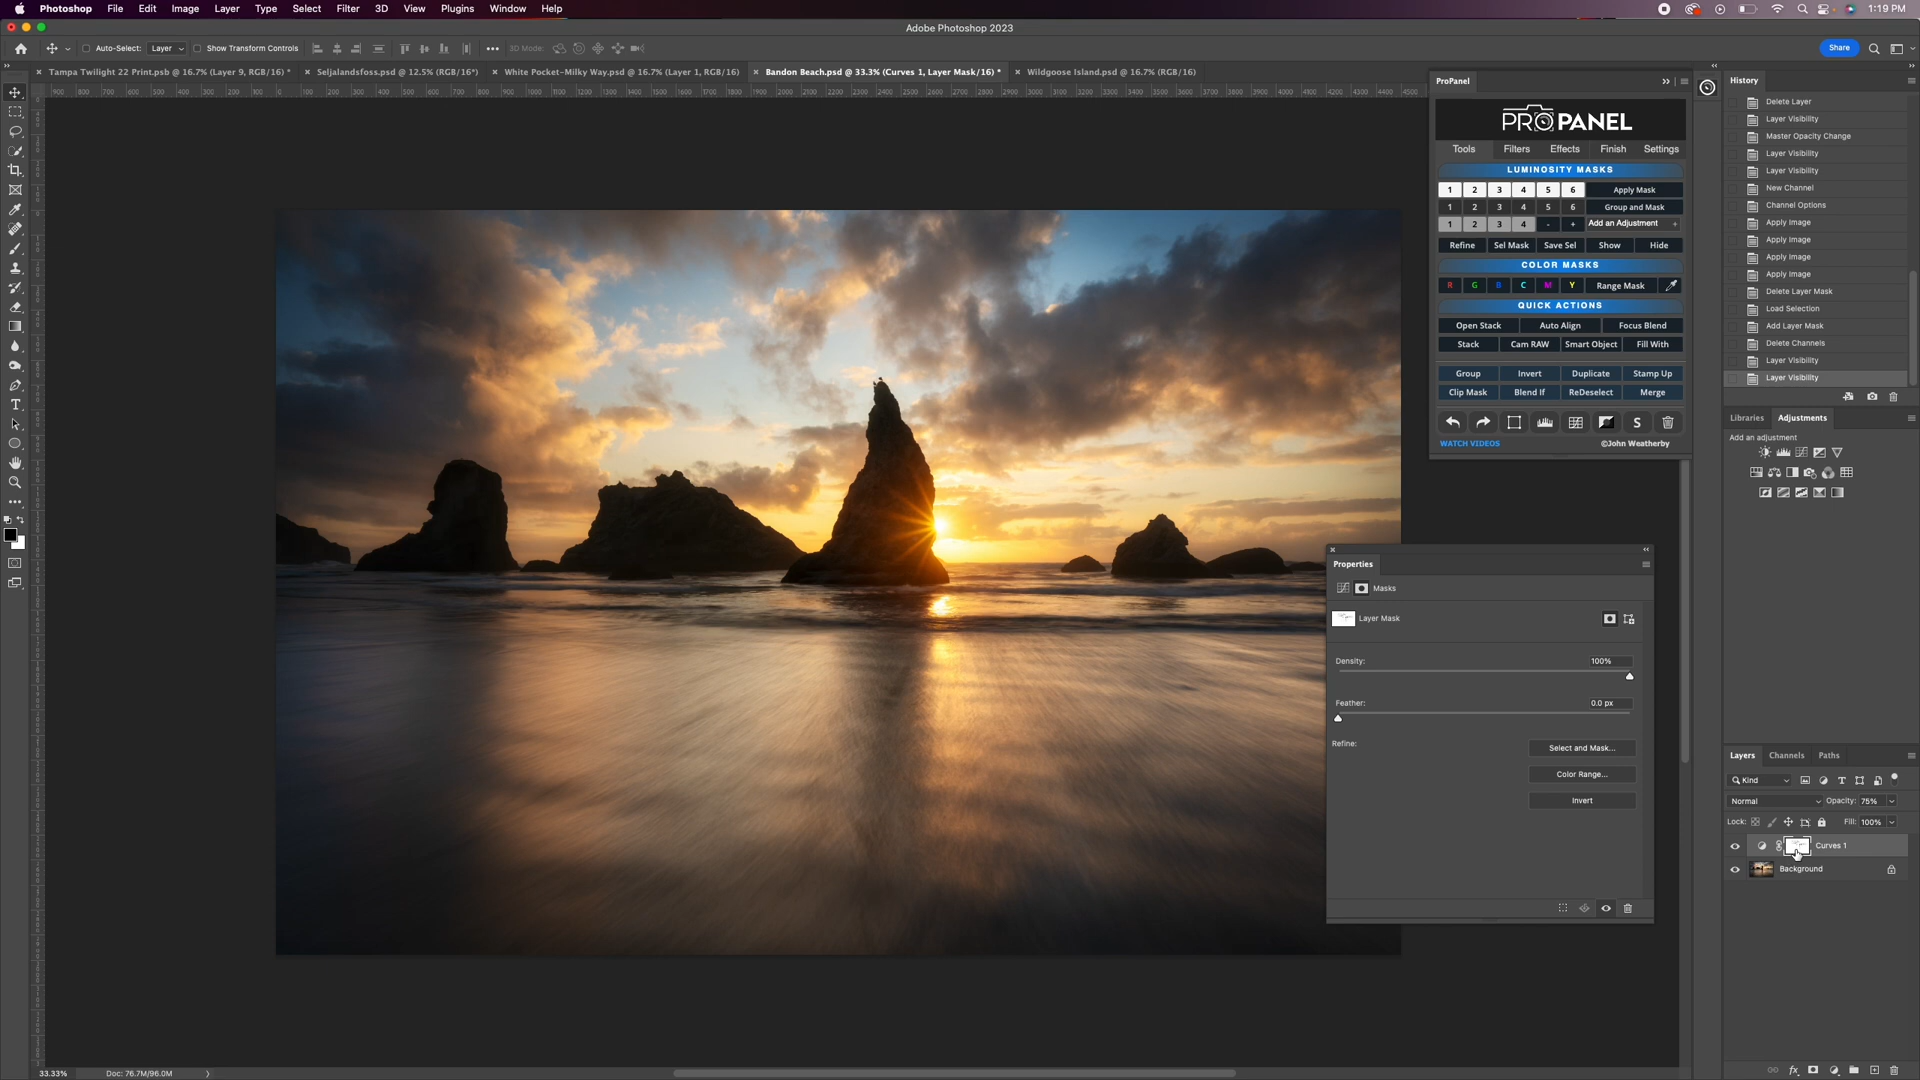 Photoshop File Edit Image Layer Type Select Filter 3D View Plugins Window Help 1:19 PM
Adobe Photoshop 2023
Auto-Select: Layer Show Transform Controls 3D Mode: Share
Tampa Twilight 22 Print.psb @ 16.7% (Layer 9, RGB/16) * Seljalandsfoss.psd @ 12.5% (RGB/16*) White Pocket-Milky Way.psd @ 16.7% (Layer 1, RGB/16) Bandon Beach.psd @ 33.3% (Curves 1, Layer Mask/16) * Wildgoose Island.psd @ 16.7% (RGB/16)
ProPanel
PROPANEL
Tools Filters Effects Finish Settings
LUMINOSITY MASKS
1 2 3 4 5 6 Apply Mask
1 2 3 4 5 6 Group and Mask
1 2 3 4 - + Add an Adjustment +
Refine Sel Mask Save Sel Show Hide
COLOR MASKS
R G B C M Y Range Mask
QUICK ACTIONS
Open Stack Auto Align Focus Blend
Stack Cam RAW Smart Object Fill With
Group Invert Duplicate Stamp Up
Clip Mask Blend If ReDeselect Merge
S
WATCH VIDEOS ©John Weatherby
History
Delete Layer
Layer Visibility
Master Opacity Change
Layer Visibility
Layer Visibility
New Channel
Channel Options
Apply Image
Apply Image
Apply Image
Apply Image
Delete Layer Mask
Load Selection
Add Layer Mask
Delete Channels
Layer Visibility
Layer Visibility
Libraries Adjustments
Add an adjustment
Properties
Masks
Layer Mask
Density: 100%
Feather: 0.0 px
Refine: Select and Mask...
Color Range...
Invert
Layers Channels Paths
Kind
Normal Opacity: 75%
Lock: Fill: 100%
Curves 1
Background
33.33% Doc: 76.7M/96.0M